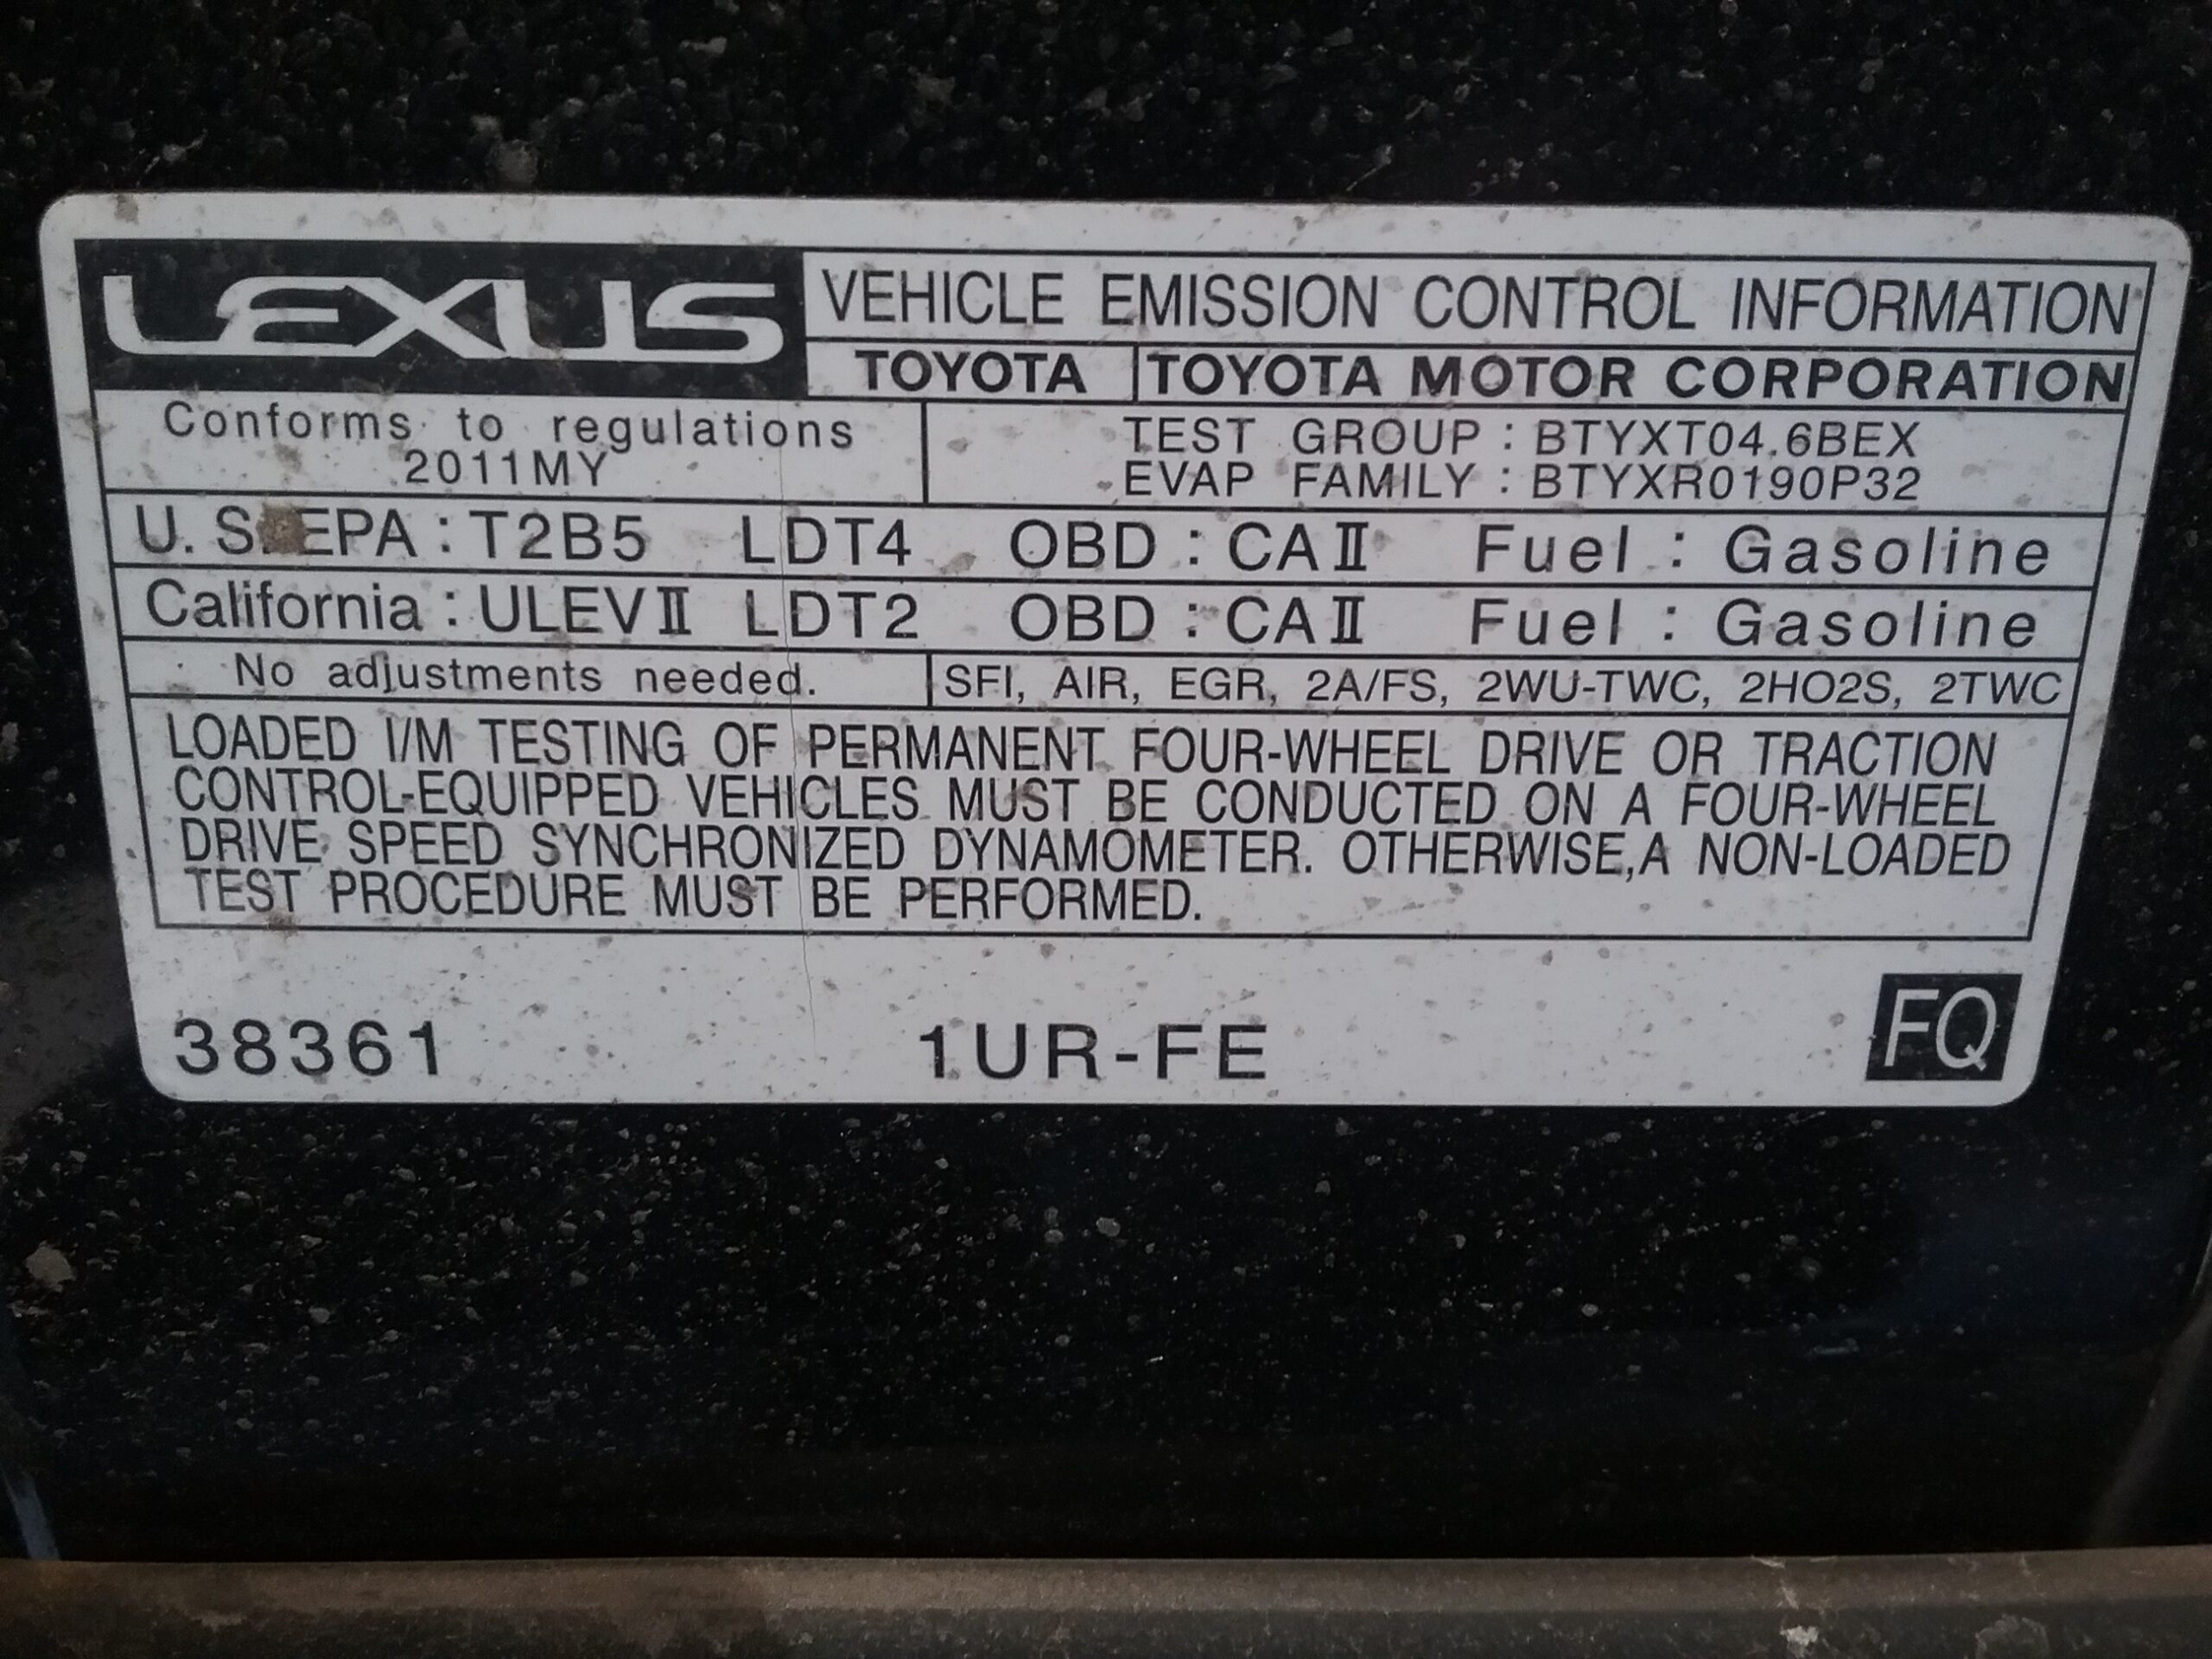 LEXUS
VEHICLE EMISSION CONTROL INFORMATION
TOYOTA
TOYOTA MOTOR CORPORATION
Conforms to regulations
2011MY
TEST GROUP : BTYXT04.6BEX
EVAP FAMILY : BTYXR0190P32
U.S. EPA : T2B5 LDT4 OBD : CAⅡ Fuel : Gasoline
California : ULEVⅡ LDT2 OBD : CAⅡ Fuel : Gasoline
No adjustments needed.
SFI, AIR, EGR, 2A/FS, 2WU-TWC, 2HO2S, 2TWC
LOADED I/M TESTING OF PERMANENT FOUR-WHEEL DRIVE OR TRACTION
CONTROL-EQUIPPED VEHICLES MUST BE CONDUCTED ON A FOUR-WHEEL
DRIVE SPEED SYNCHRONIZED DYNAMOMETER. OTHERWISE,A NON-LOADED
TEST PROCEDURE MUST BE PERFORMED.
38361
1UR-FE
FQ